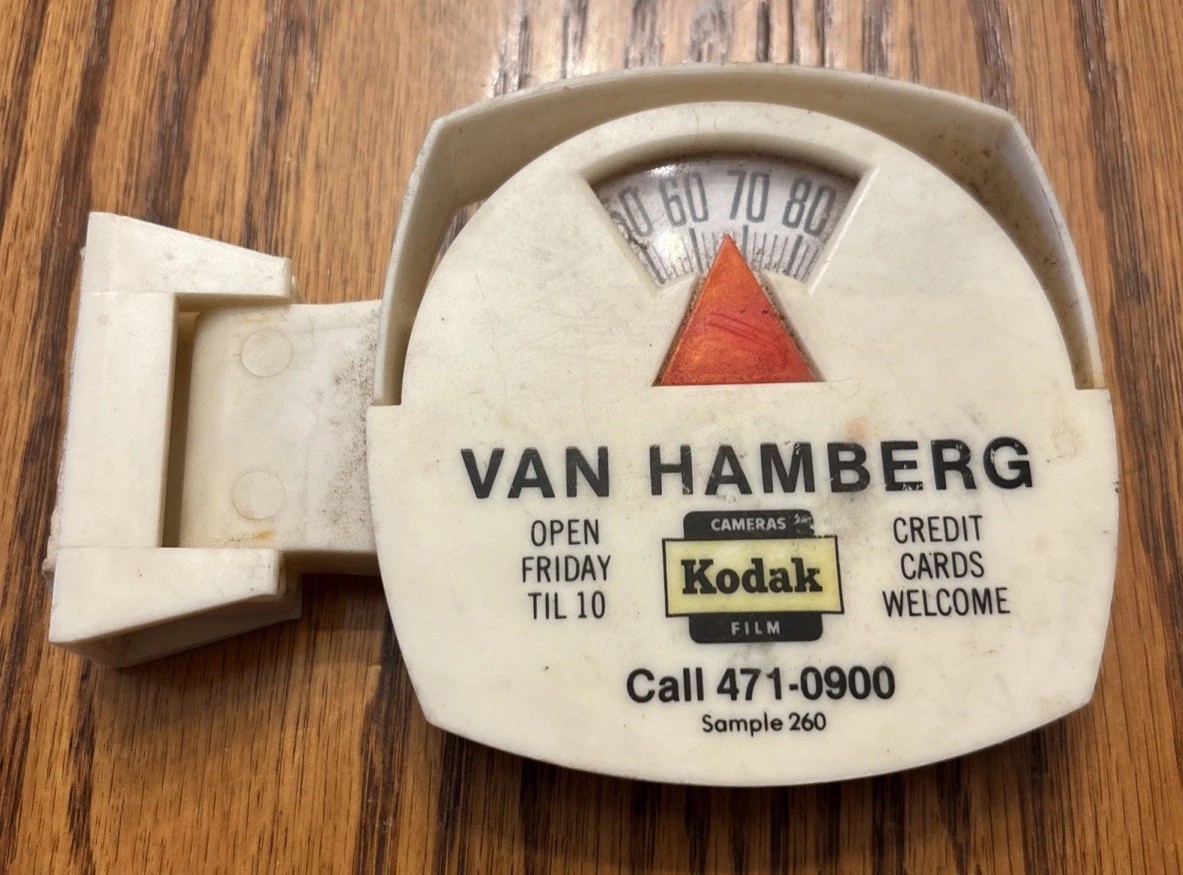 60 70 80
VAN HAMBERG
OPEN
FRIDAY
TIL 10
CAMERAS
Kodak
FILM
CREDIT
CARDS
WELCOME
Call 471-0900
Sample 260